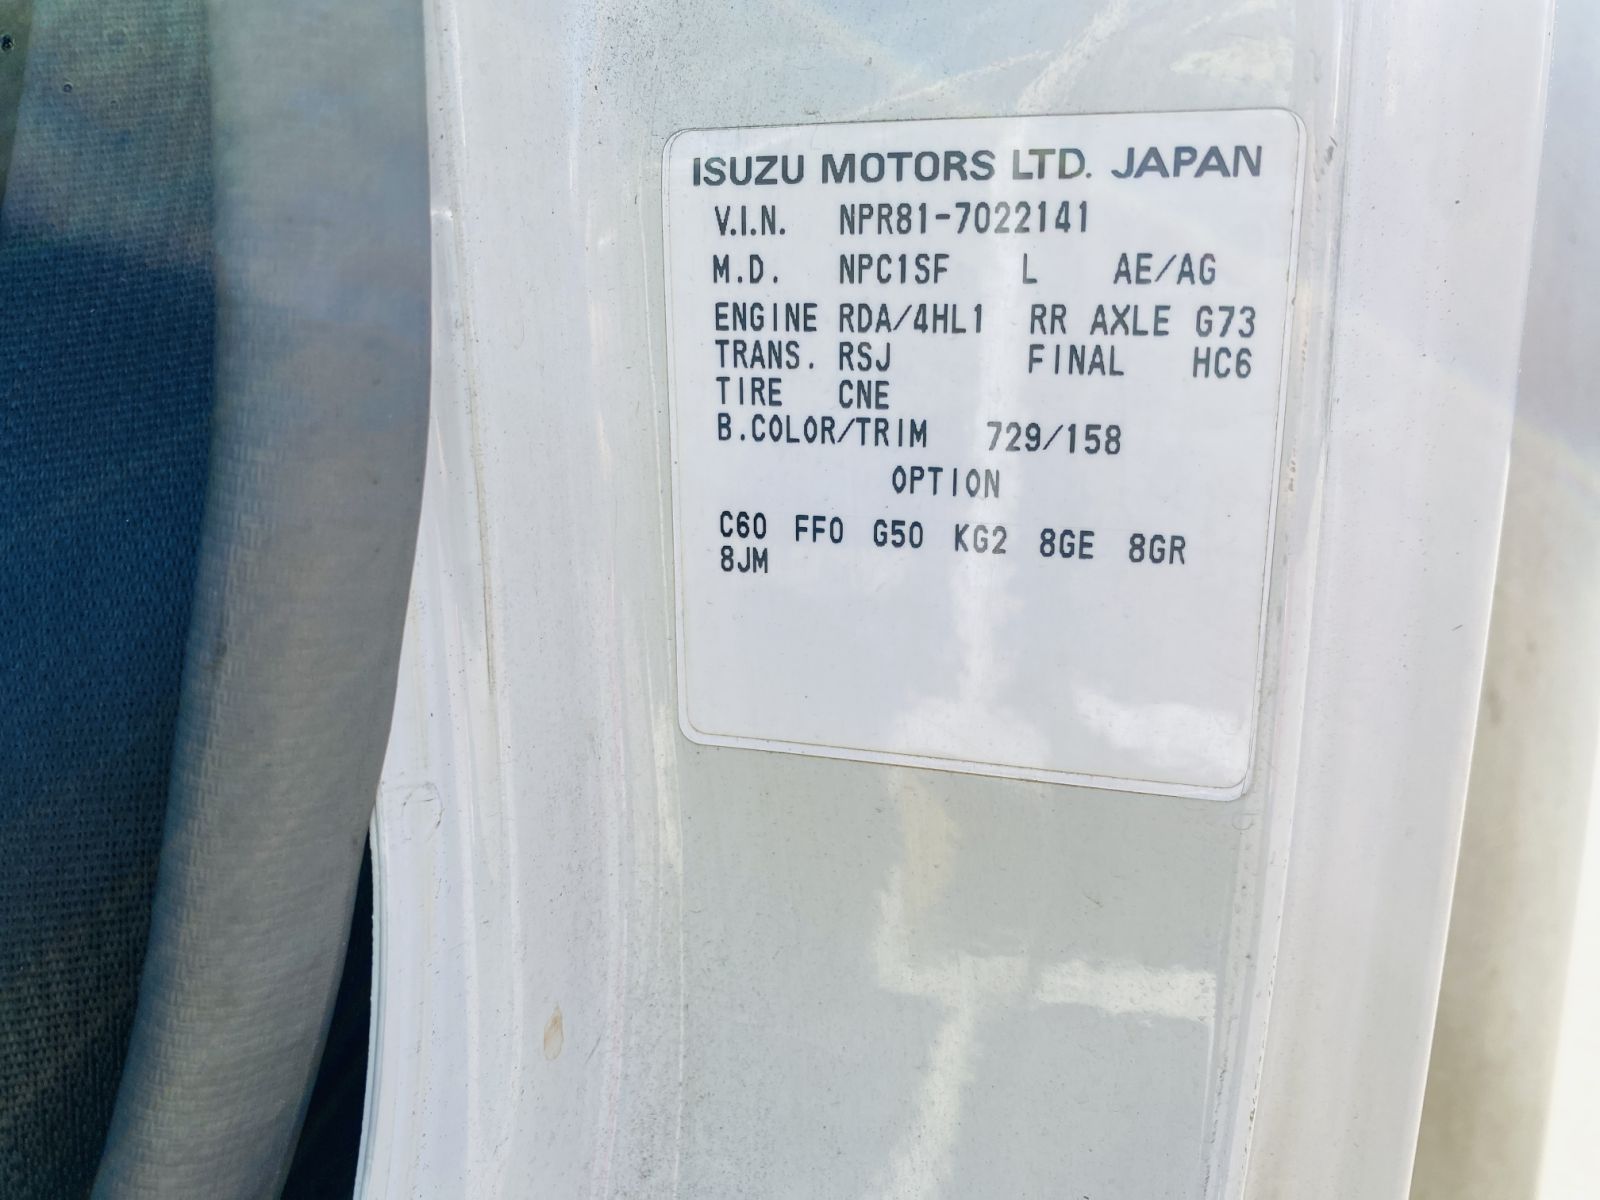 ISUZU MOTORS LTD. JAPAN
V.I.N. NPR81-7022141
M.D. NPC1SF L AE/AG
ENGINE RDA/4HL1 RR AXLE G73
TRANS. RSJ FINAL HC6
TIRE CNE
B.COLOR/TRIM 729/158
OPTION
C60 FF0 G50 KG2 8GE 8GR
8JM